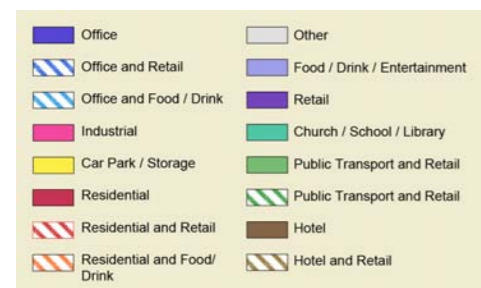 Office
Office and Retail
Office and Food / Drink
Industrial
Car Park / Storage
Residential
Residential and Retail
Residential and Food/
Drink
Other
Food / Drink / Entertainment
Retail
Church / School / Library
Public Transport and Retail
Public Transport and Retail
Hotel
Hotel and Retail